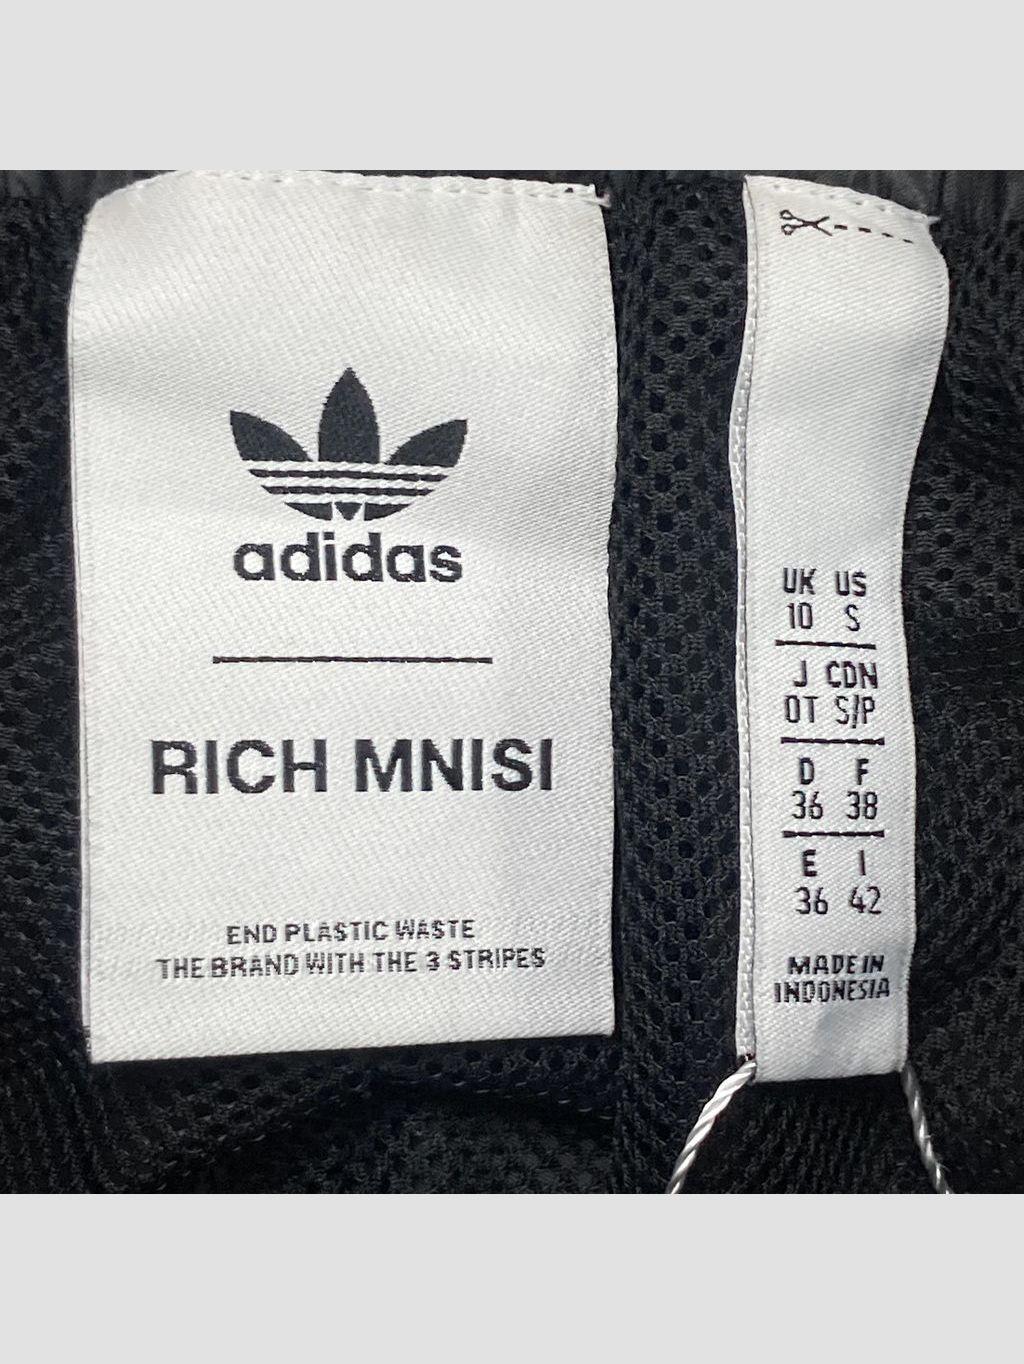 adidas
RICH MNISI
END PLASTIC WASTE
THE BRAND WITH THE 3 STRIPES
UK US
10 S
J CDN
OT S/P
D F
36 38
E I
36 42
MADE IN
INDONESIA